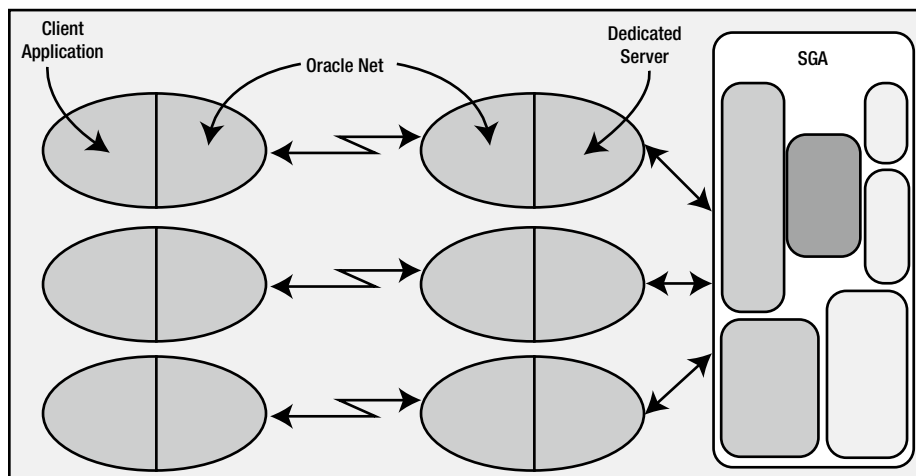 Client
Application
Oracle Net
Dedicated
Server
SGA